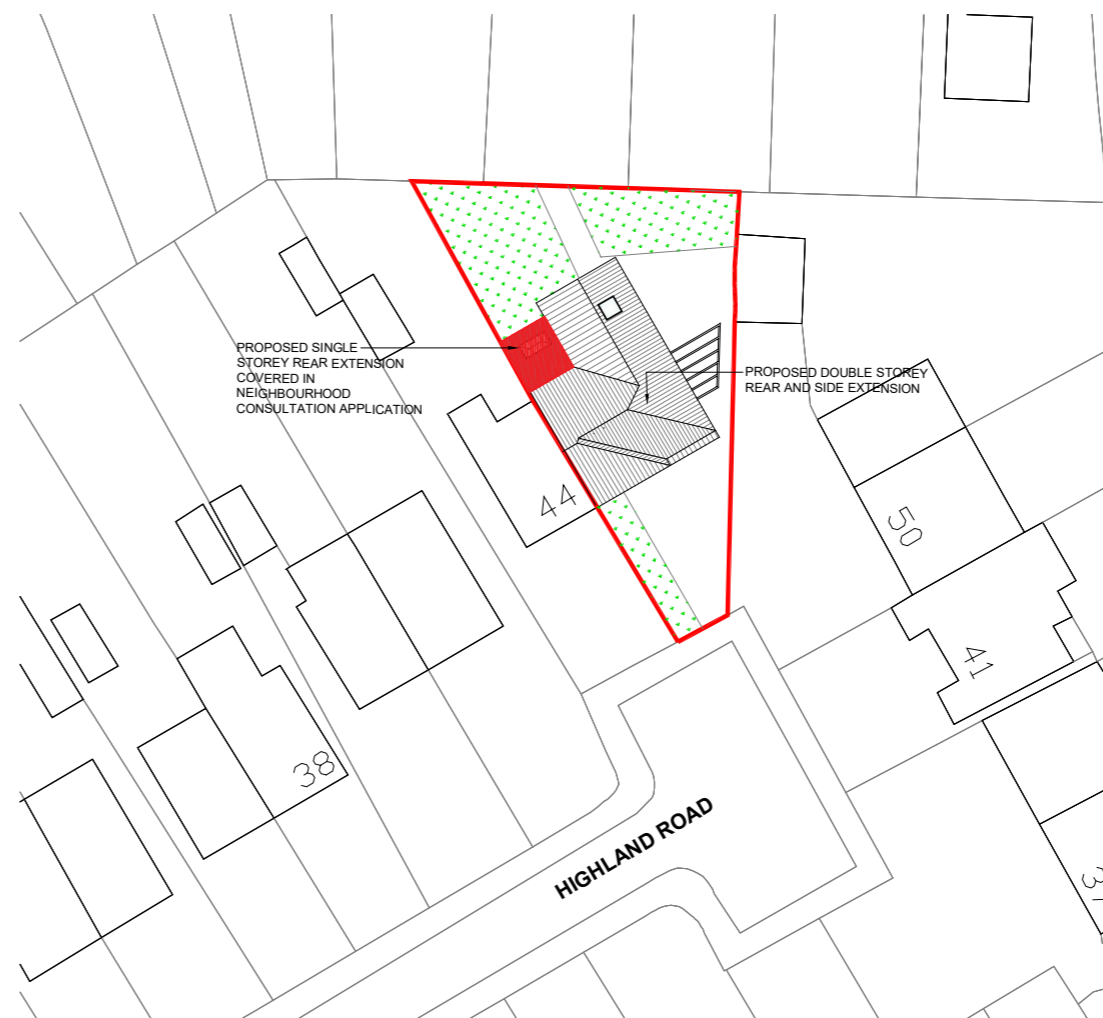 PROPOSED SINGLE
STOREY REAR EXTENSION
COVERED IN
NEIGHBOURHOOD
CONSULTATION APPLICATION
PROPOSED DOUBLE STOREY
REAR AND SIDE EXTENSION
44
50
41
38
37
HIGHLAND ROAD